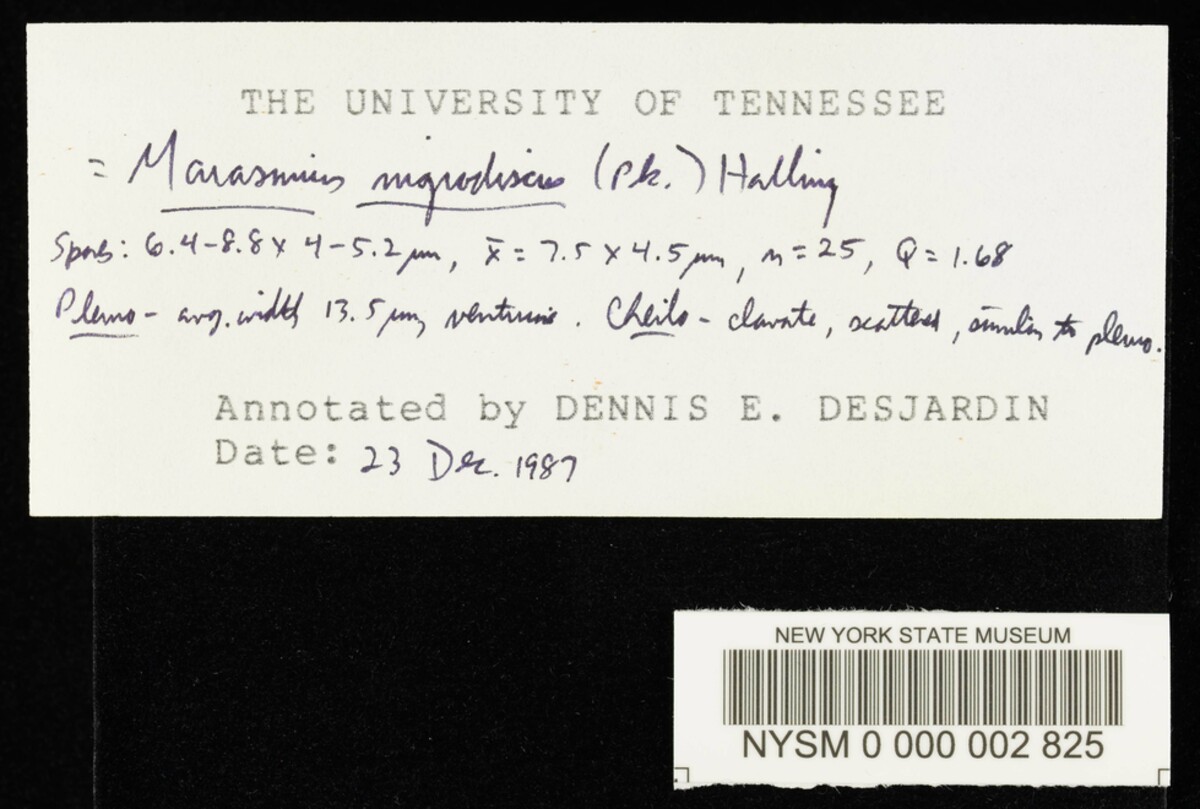 THE UNIVERSITY OF TENNESSEE
= Marasmius nigrodiscus (Pk.) Halling
Spores: 6.4-8.8 x 4-5.2 µm, x̄ = 7.5 x 4.5 µm, n = 25, Q = 1.68
Pleuro - avg. width 13.5 µm, ventricose. Cheilo - clavate, scattered, similar to pleuro.
Annotated by DENNIS E. DESJARDIN
Date: 23 Dec. 1987
NEW YORK STATE MUSEUM
NYSM 0 000 002 825